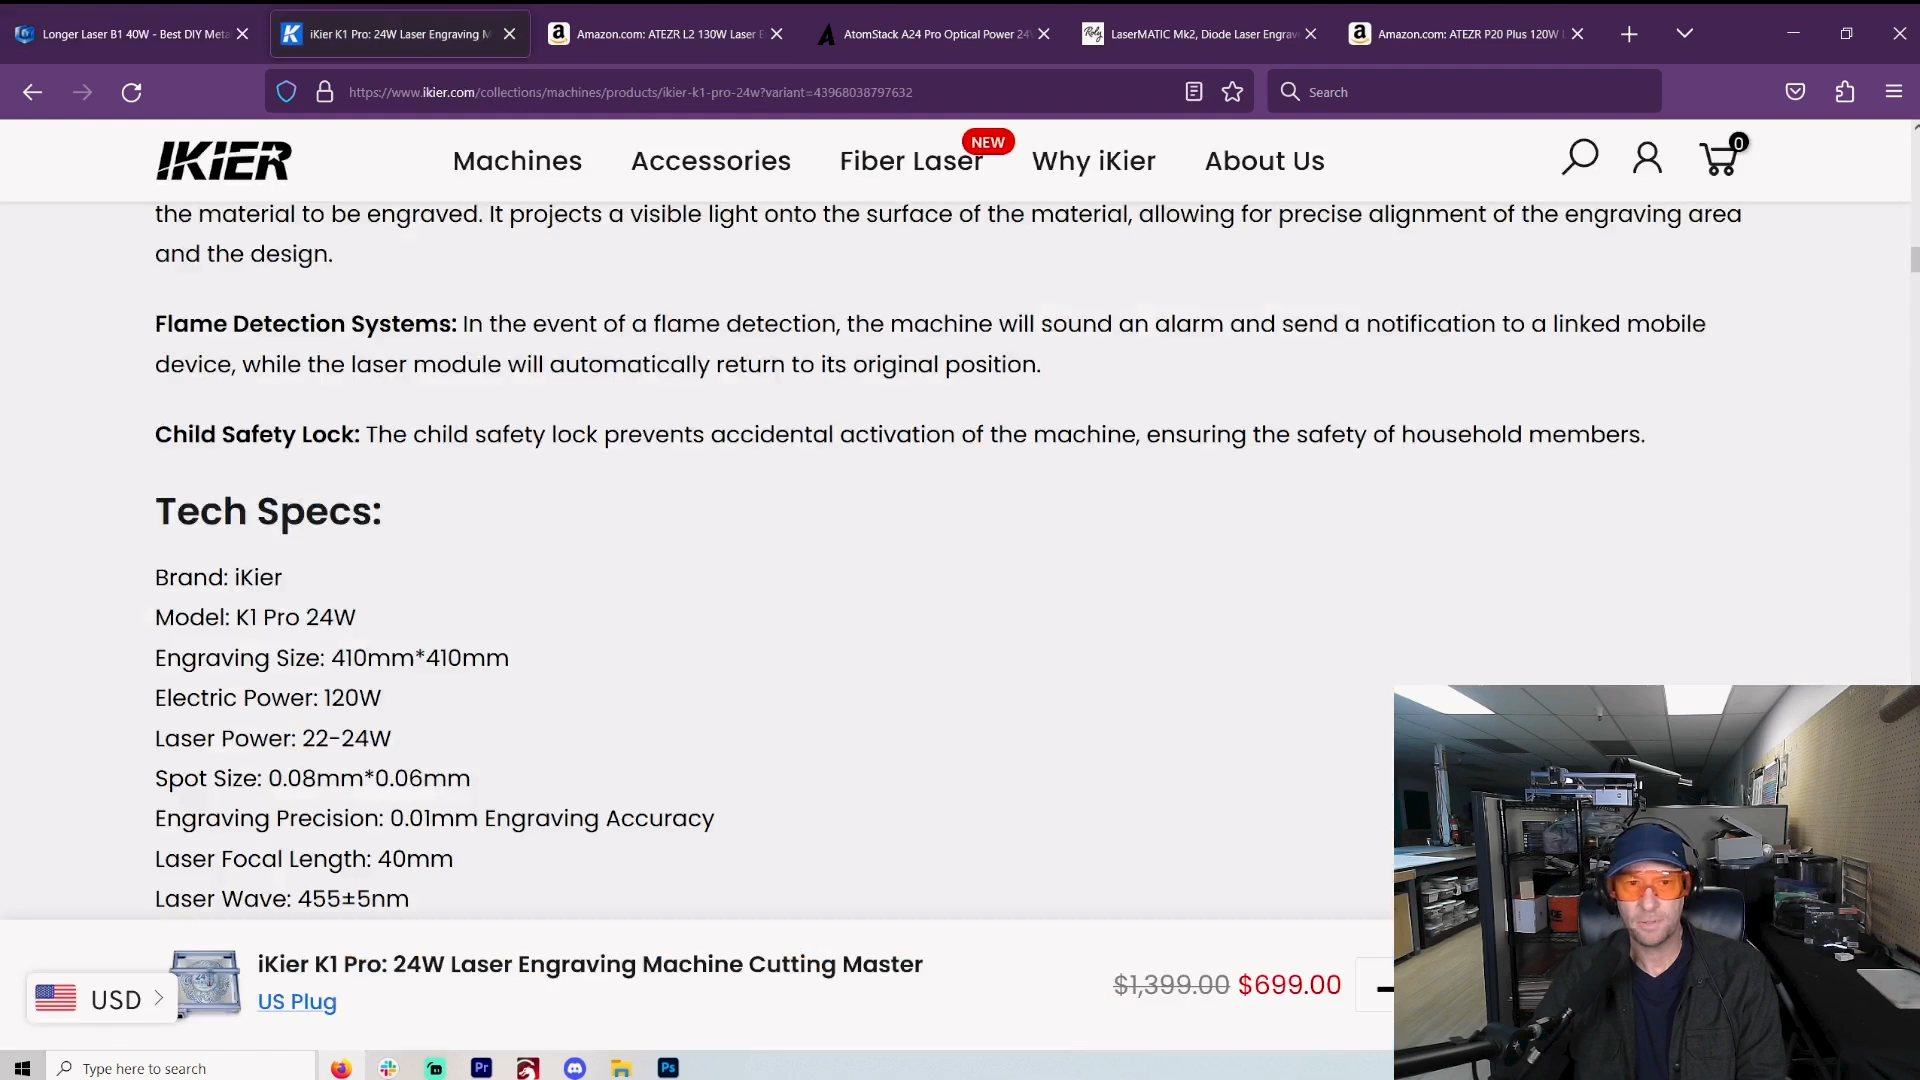 Longer Laser B1 40W - Best DIY Meta
iKier K1 Pro: 24W Laser Engraving M
Amazon.com: ATEZR L2 130W Laser E
AtomStack A24 Pro Optical Power 24
LaserMATIC Mk2, Diode Laser Engrav
Amazon.com: ATEZR P20 Plus 120W
https://www.ikier.com/collections/machines/products/ikier-k1-pro-24w?variant=43968038797632
Search
IKIER
Machines
Accessories
Fiber Laser
NEW
Why iKier
About Us
0
the material to be engraved. It projects a visible light onto the surface of the material, allowing for precise alignment of the engraving area
and the design.
Flame Detection Systems: In the event of a flame detection, the machine will sound an alarm and send a notification to a linked mobile
device, while the laser module will automatically return to its original position.
Child Safety Lock: The child safety lock prevents accidental activation of the machine, ensuring the safety of household members.
Tech Specs:
Brand: iKier
Model: K1 Pro 24W
Engraving Size: 410mm*410mm
Electric Power: 120W
Laser Power: 22-24W
Spot Size: 0.08mm*0.06mm
Engraving Precision: 0.01mm Engraving Accuracy
Laser Focal Length: 40mm
Laser Wave: 455±5nm
iKier K1 Pro: 24W Laser Engraving Machine Cutting Master
US Plug
$1,399.00 $699.00
USD
Type here to search
Pr
Ps